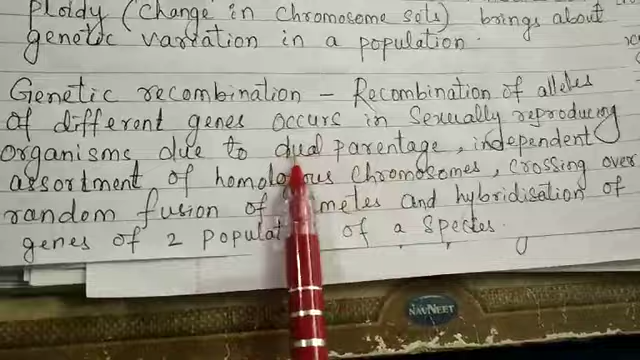 Ploidy (change in chromosome sets) brings about
genetic variation in a population.
Genetic recombination - Recombination of alleles
of different genes occurs in sexually reproducing
organisms due to dual parentage, independent
assortment of homologous chromosomes, crossing over
random fusion of metes and hybridisation of
genes of 2 populat of a species.
NAVNEET